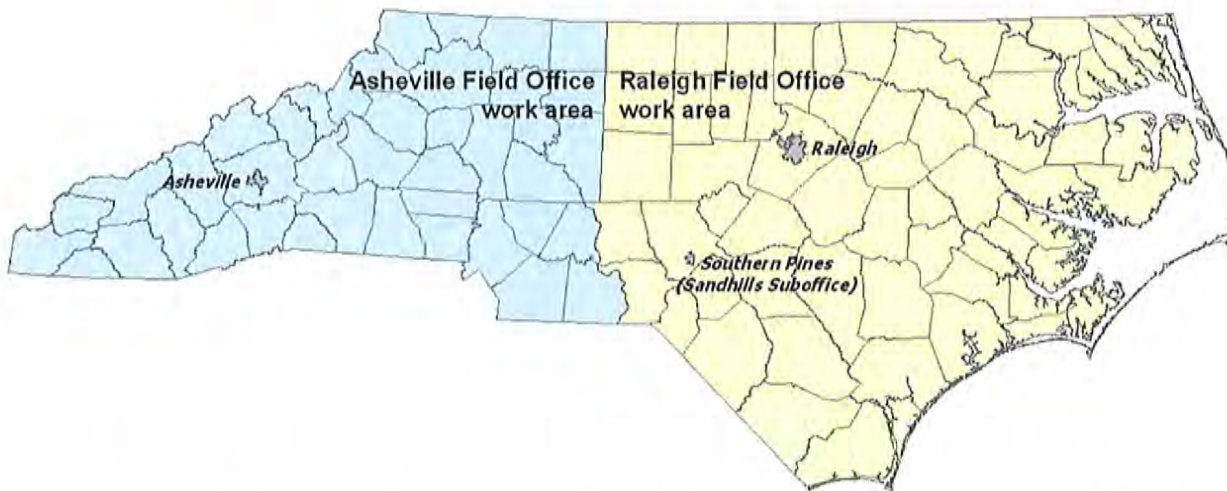 Asheville Field Office
work area
Raleigh Field Office
work area
Raleigh
Asheville
Southern Pines
(Sandhills Suboffice)